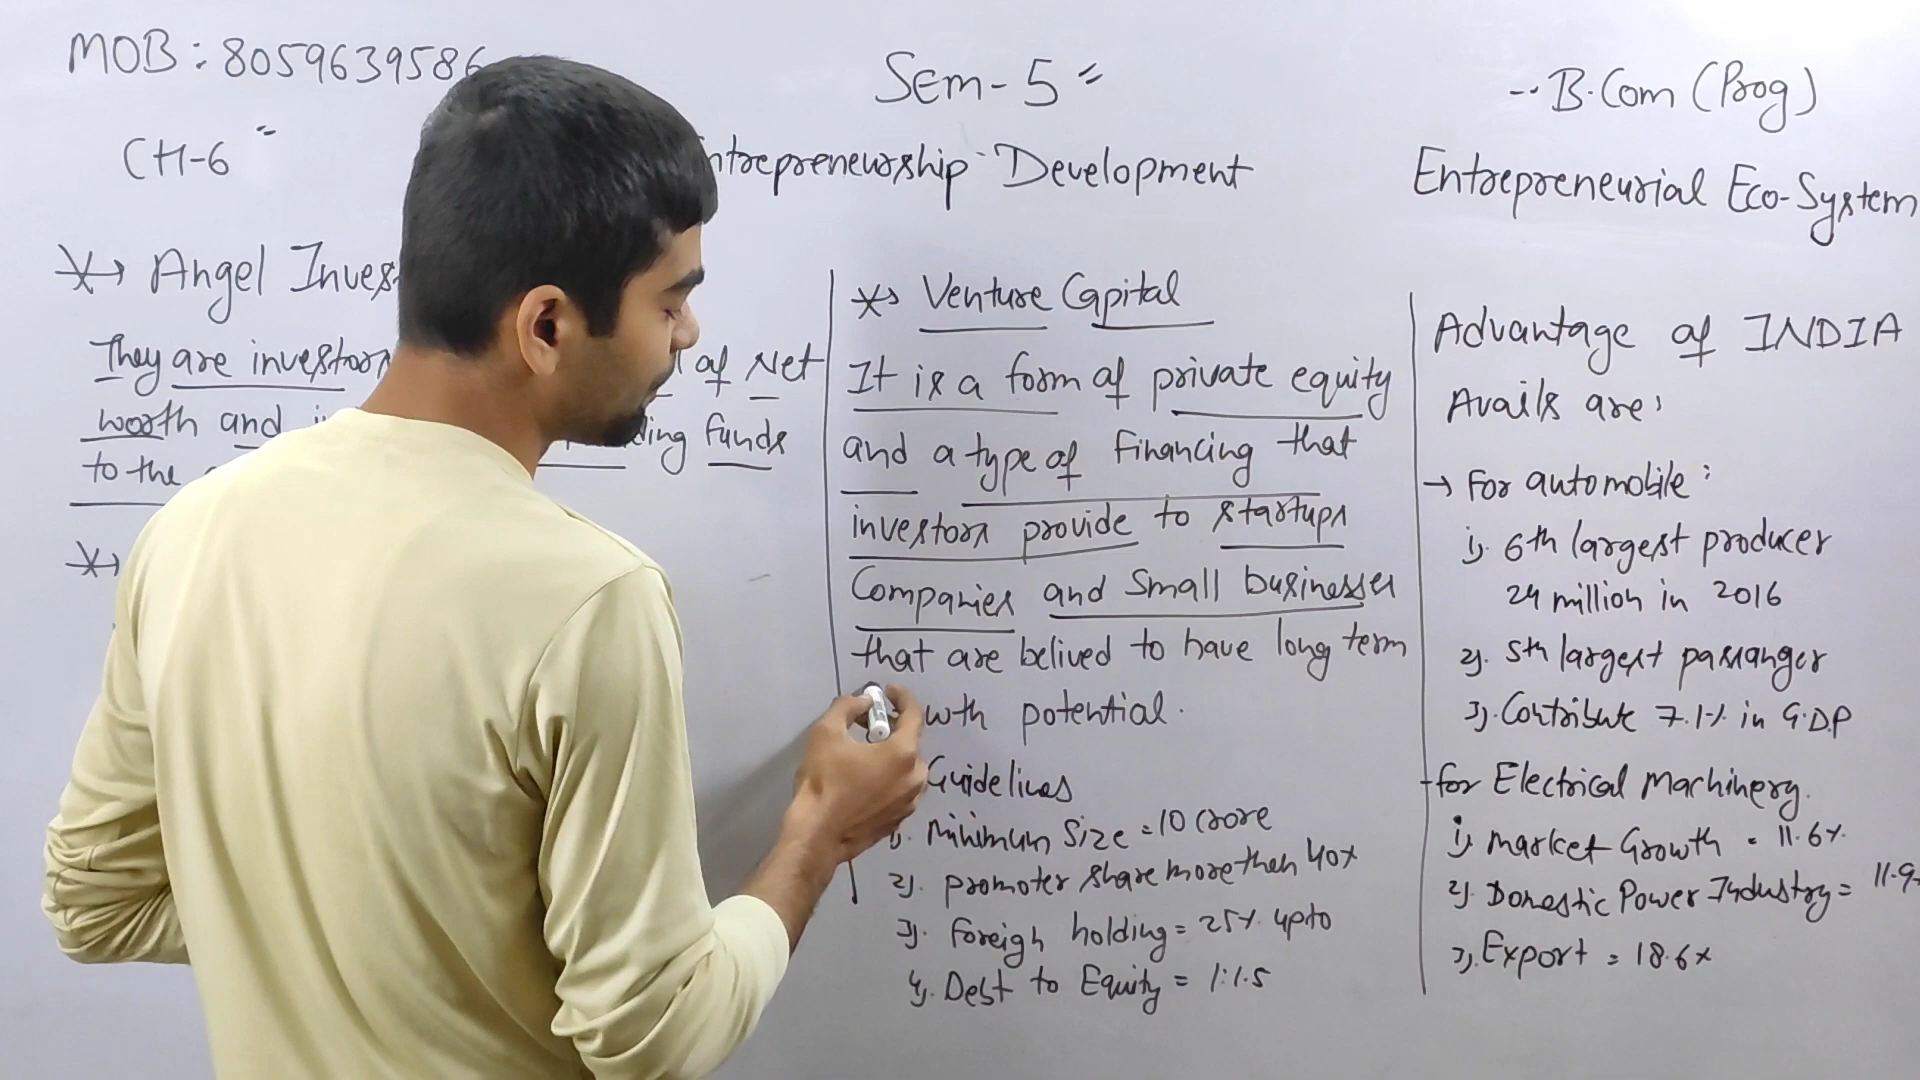 MOB: 8059639586
Sem-5
B.Com (Prog)
CH-6
ntrepreneurship Development
Entrepreneurial Eco-System
Angel Inves
They are investors of Net
worth and ding funds
to the
Venture Capital
It is a form of private equity
and a type of financing that
investors provide to startups
Companies and small businesses
that are belived to have long term
wth potential.
Guidelines
1). Minimum Size = 10 crore
2). promoter share more then 40%
3). foreign holding = 25% upto
4). Debt to Equity = 1:1.5
Advantage of INDIA
Avails are:
→ For automobile:
1). 6th largest producer
24 million in 2016
2). 5th largest passanger
3). Contribute 7.1% in G.D.P
for Electrical Machinery.
1) Market Growth = 11.6%.
2). Domestic Power Industry = 11.9
3). Export = 18.6%